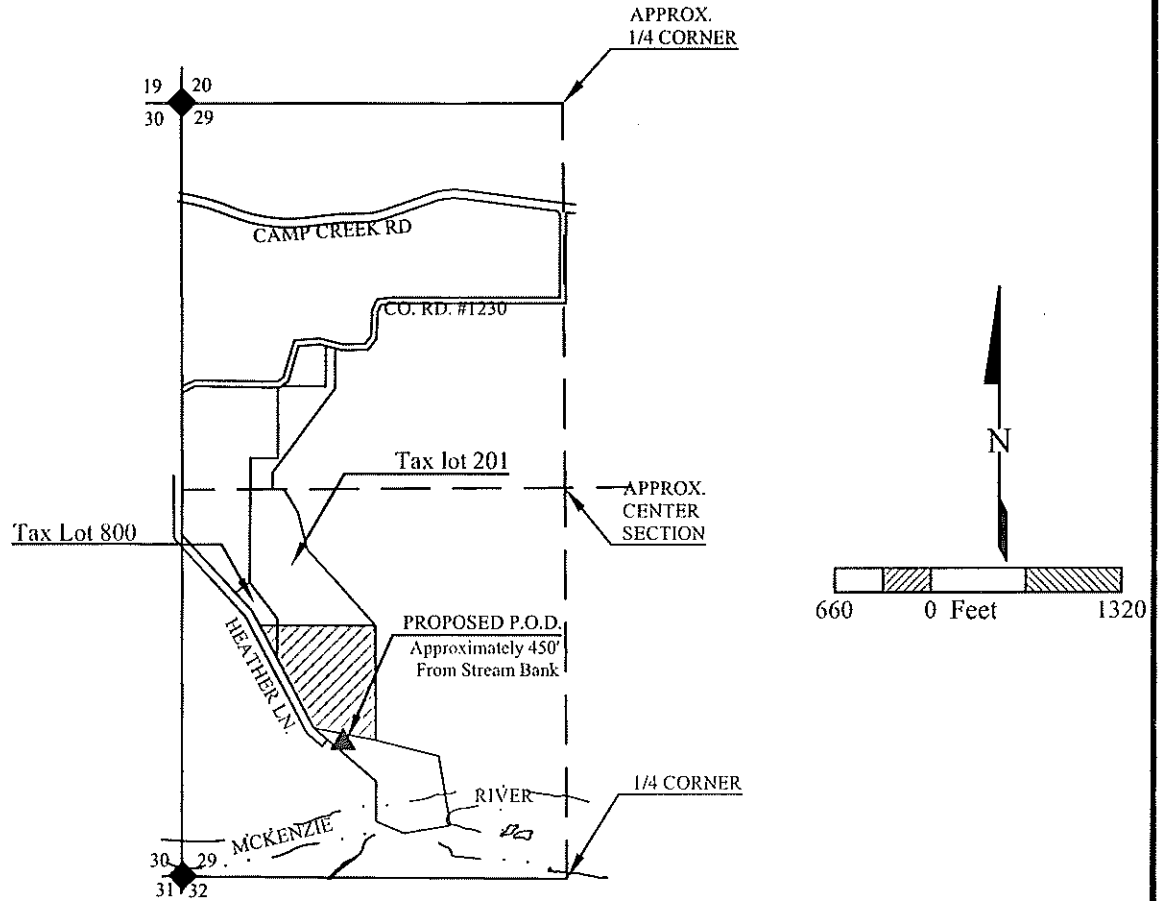 APPROX.
1/4 CORNER
19 20
30 29
CAMP CREEK RD
CO. RD. #1230
Tax lot 201
N
APPROX.
CENTER
SECTION
Tax Lot 800
660 0 Feet 1320
PROPOSED P.O.D.
Approximately 450'
From Stream Bank
HEATHER LN.
1/4 CORNER
RIVER
MCKENZIE
30 29
31 32